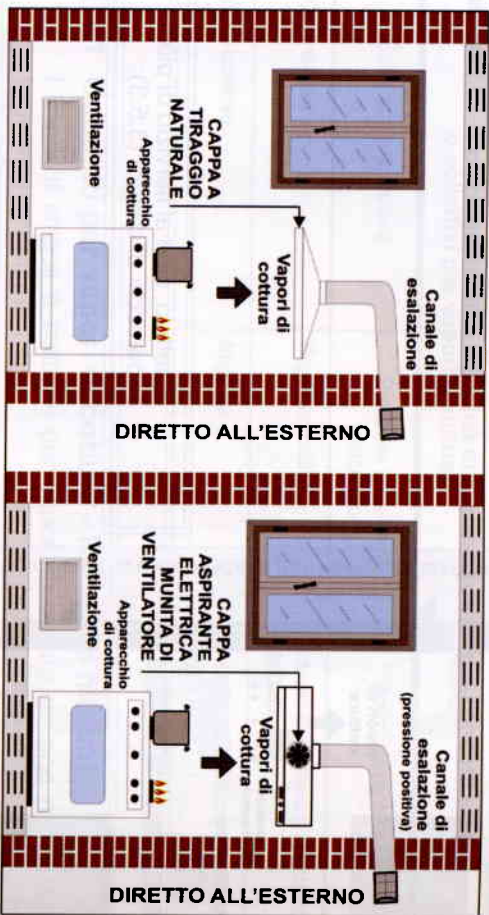 Canale di
esalazione
CAPPA A
TIRAGGIO
NATURALE
Vapori di
cottura
Apparecchio
di cottura
Ventilazione
DIRETTO ALL'ESTERNO
Canale di
esalazione
(pressione positiva)
CAPPA
ASPIRANTE
ELETTRICA
MUNITA DI
VENTILATORE
Vapori di
cottura
Apparecchio
di cottura
Ventilazione
DIRETTO ALL'ESTERNO